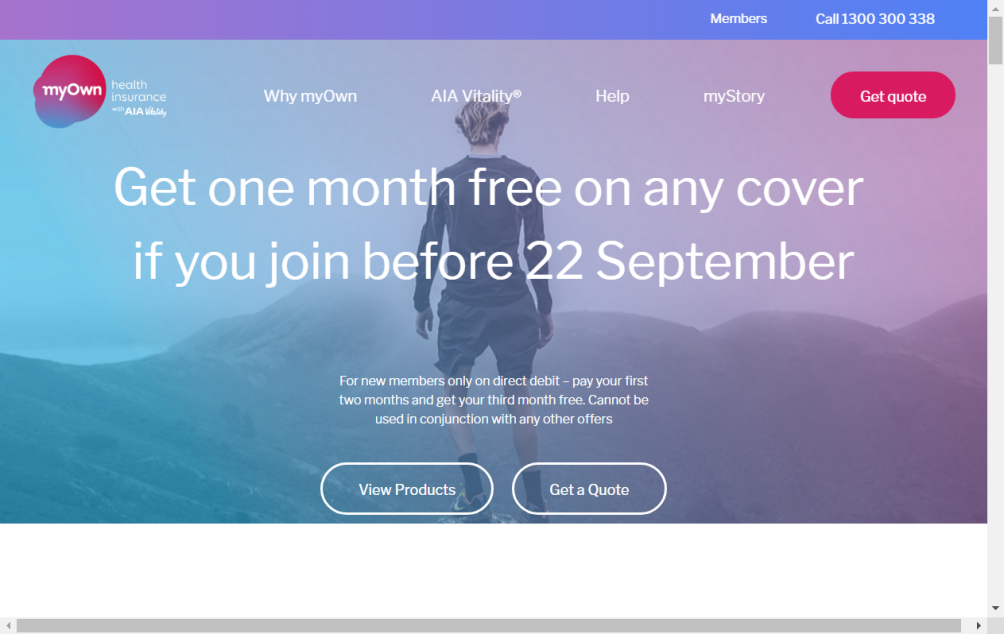 Members
Call 1300 300 338
myOwn
health
insurance
with AIA Vitality
Why myOwn
AIA Vitality®
Help
myStory
Get quote
Get one month free on any cover
if you join before 22 September
For new members only on direct debit – pay your first
two months and get your third month free. Cannot be
used in conjunction with any other offers
View Products
Get a Quote